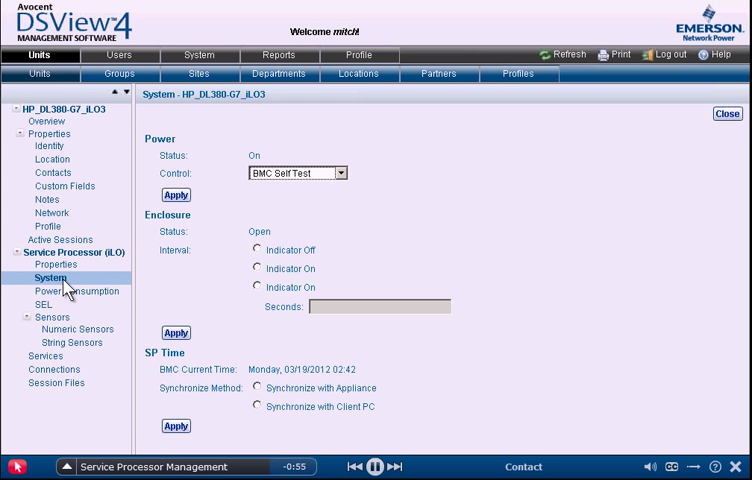 Avocent
DSView 4
MANAGEMENT SOFTWARE
Welcome mitch!
EMERSON
Network Power
Units Users System Reports Profile Refresh Print Log out Help
Units Groups Sites Departments Locations Partners Profiles
HP_DL380-G7_iLO3
Overview
Properties
Identity
Location
Contacts
Custom Fields
Notes
Network
Profile
Active Sessions
Service Processor (iLO)
Properties
System
SEL
Sensors
Numeric Sensors
String Sensors
Services
Connections
Session Files
System - HP_DL380-G7_iLO3
Close
Power
Status: On
Control: BMC Self Test
Apply
Enclosure
Status: Open
Interval: Indicator Off
Indicator On
Indicator On
Seconds:
Apply
SP Time
BMC Current Time: Monday, 03/19/2012 02:42
Synchronize Method: Synchronize with Appliance
Synchronize with Client PC
Apply
Service Processor Management -0:55 Contact CC